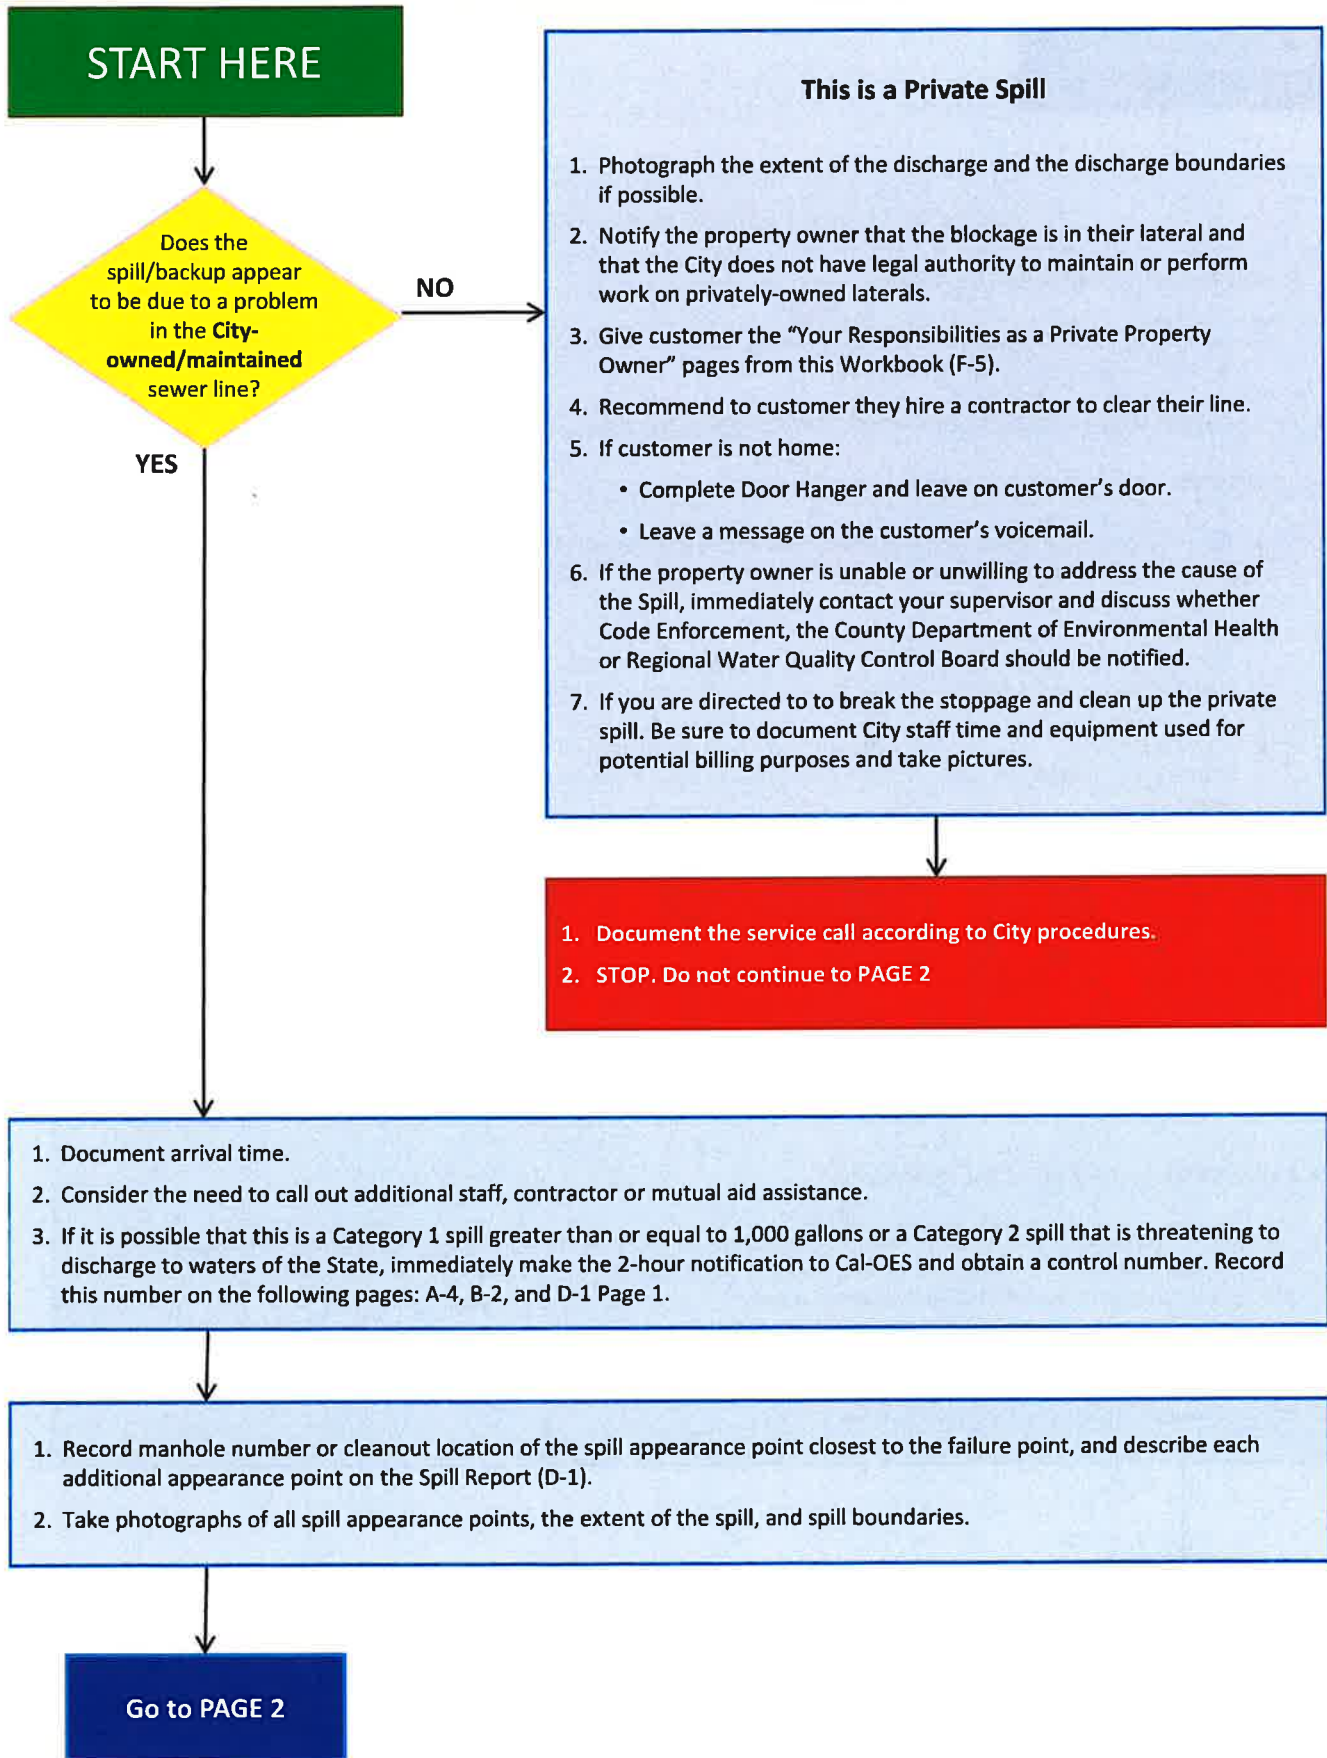 START HERE
Does the
spill/backup appear
to be due to a problem
in the City-
owned/maintained
sewer line?
NO
YES
This is a Private Spill
1. Photograph the extent of the discharge and the discharge boundaries
if possible.
2. Notify the property owner that the blockage is in their lateral and
that the City does not have legal authority to maintain or perform
work on privately-owned laterals.
3. Give customer the "Your Responsibilities as a Private Property
Owner" pages from this Workbook (F-5).
4. Recommend to customer they hire a contractor to clear their line.
5. If customer is not home:
• Complete Door Hanger and leave on customer's door.
• Leave a message on the customer's voicemail.
6. If the property owner is unable or unwilling to address the cause of
the Spill, immediately contact your supervisor and discuss whether
Code Enforcement, the County Department of Environmental Health
or Regional Water Quality Control Board should be notified.
7. If you are directed to to break the stoppage and clean up the private
spill. Be sure to document City staff time and equipment used for
potential billing purposes and take pictures.
1. Document the service call according to City procedures.
2. STOP. Do not continue to PAGE 2
1. Document arrival time.
2. Consider the need to call out additional staff, contractor or mutual aid assistance.
3. If it is possible that this is a Category 1 spill greater than or equal to 1,000 gallons or a Category 2 spill that is threatening to
discharge to waters of the State, immediately make the 2-hour notification to Cal-OES and obtain a control number. Record
this number on the following pages: A-4, B-2, and D-1 Page 1.
1. Record manhole number or cleanout location of the spill appearance point closest to the failure point, and describe each
additional appearance point on the Spill Report (D-1).
2. Take photographs of all spill appearance points, the extent of the spill, and spill boundaries.
Go to PAGE 2